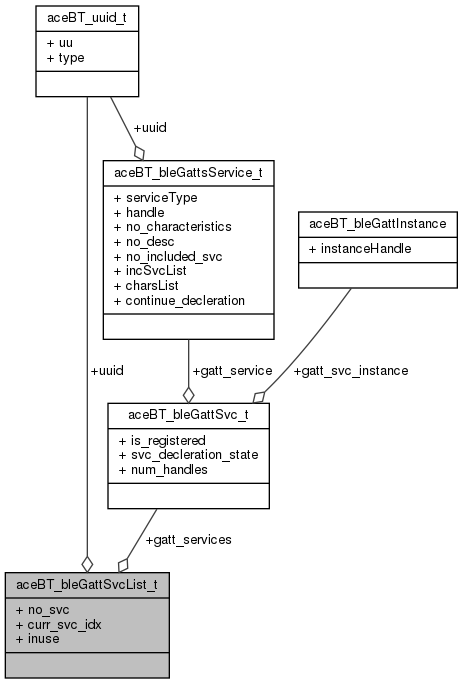 aceBT_uuid_t
+ uu
+ type
+uuid
aceBT_bleGattsService_t
+ serviceType
+ handle
+ no_characteristics
+ no_desc
+ no_included_svc
+ incSvcList
+ charsList
+ continue_decleration
aceBT_bleGattInstance
+ instanceHandle
+uuid
+gatt_service
+gatt_svc_instance
aceBT_bleGattSvc_t
+ is_registered
+ svc_decleration_state
+ num_handles
+gatt_services
aceBT_bleGattSvcList_t
+ no_svc
+ curr_svc_idx
+ inuse